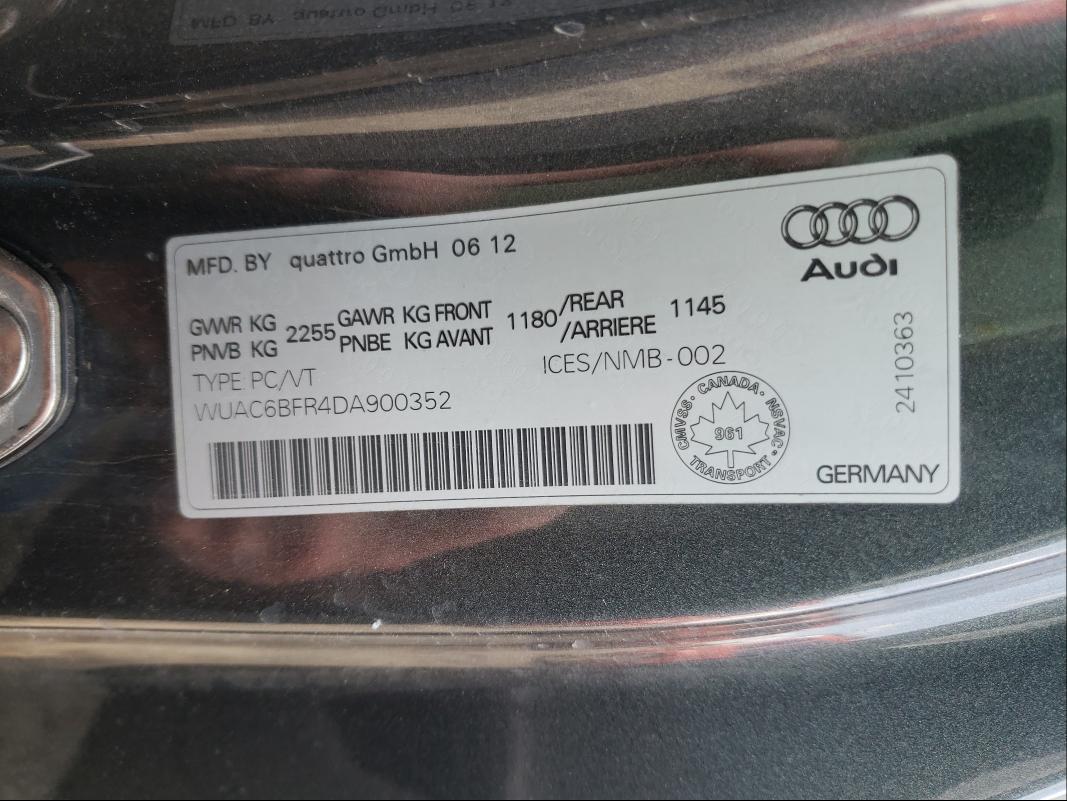 MFD. BY quattro GmbH 06 12
Audi
GVWR KG 2255 GAWR KG FRONT 1180 /REAR 1145
PNVB KG PNBE KG AVANT /ARRIERE
TYPE: PC/VT ICES/NMB-002
WUAC6BFR4DA900352
CMVSS · CANADA · NSVAC · TRANSPORT
961
2410363
GERMANY